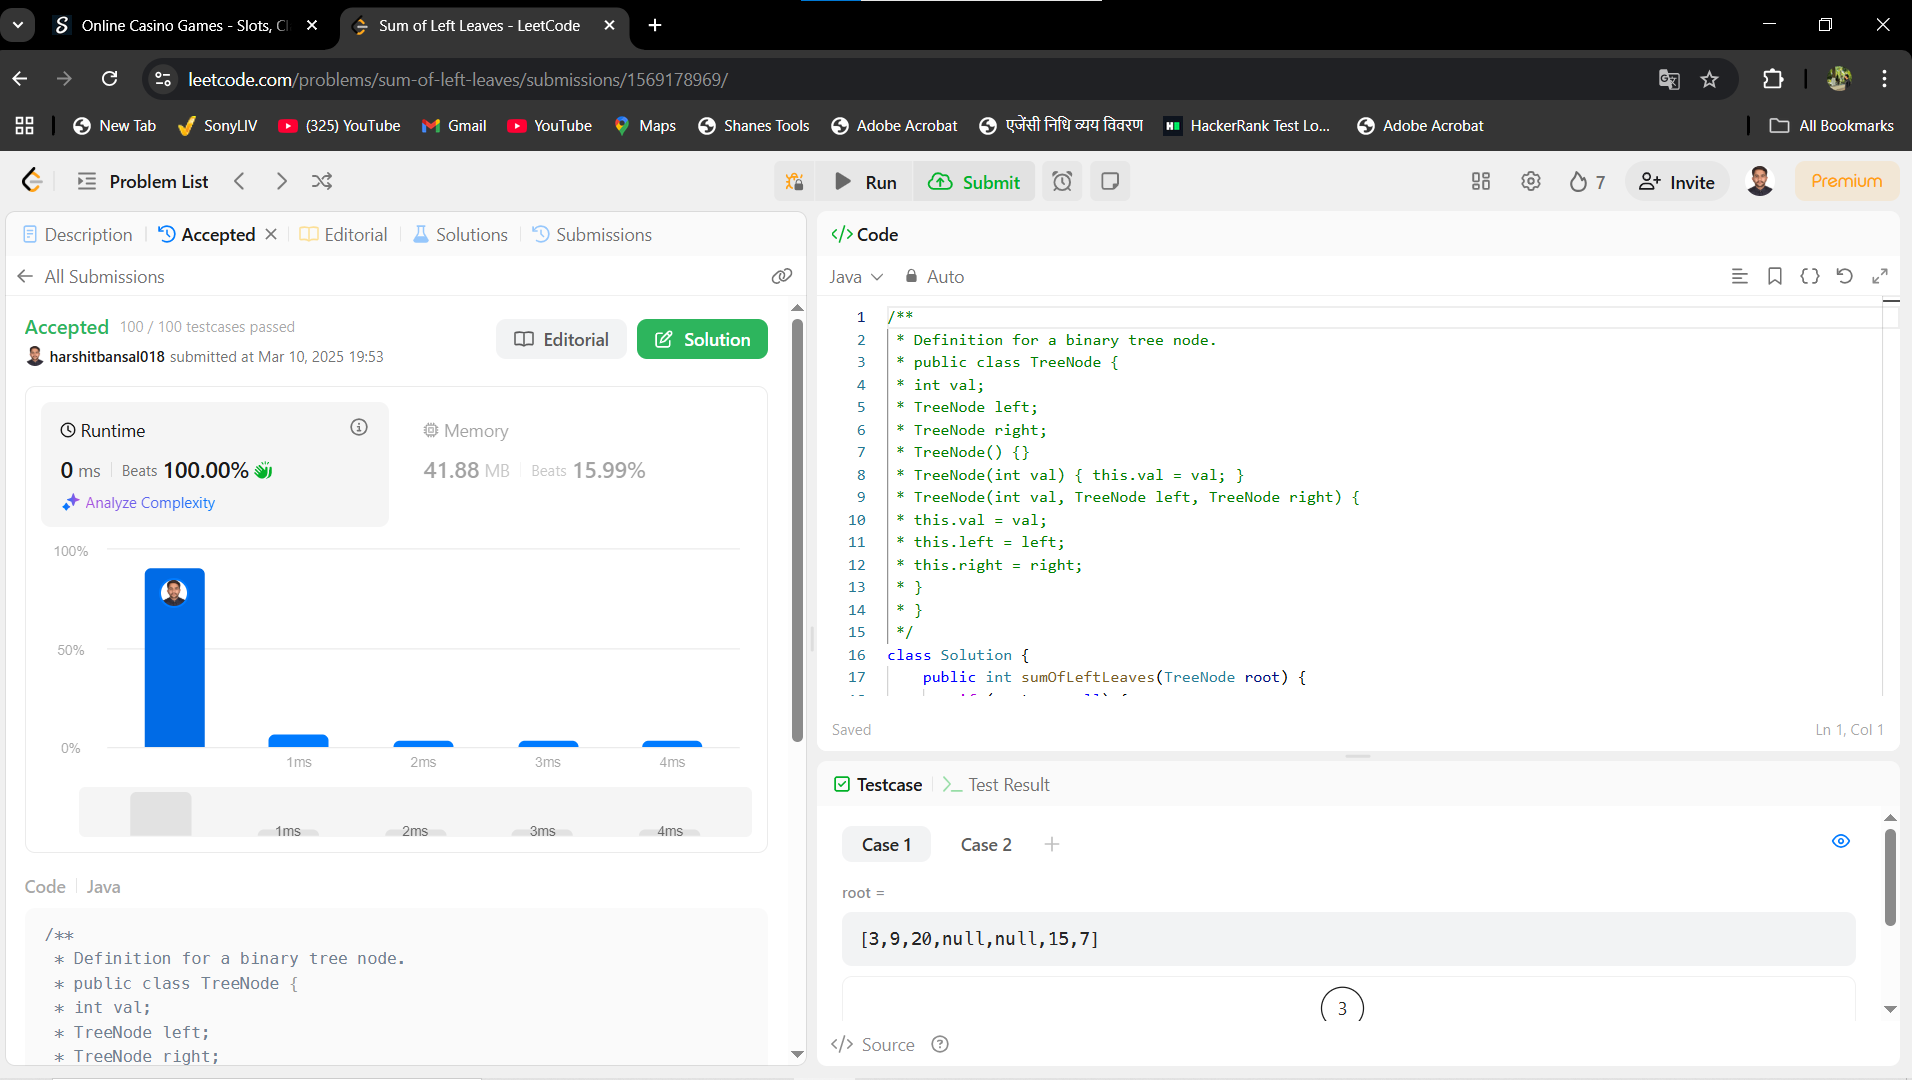 Online Casino Games - Slots, C
Sum of Left Leaves - LeetCode
leetcode.com/problems/sum-of-left-leaves/submissions/1569178969/
New Tab
SonyLIV
(325) YouTube
Gmail
YouTube
Maps
Shanes Tools
Adobe Acrobat
एजेंसी निधि व्यय विवरण
HackerRank Test Lo...
Adobe Acrobat
All Bookmarks
Problem List
Run
Submit
7
Invite
Premium
Description
Accepted
Editorial
Solutions
Submissions
All Submissions
Accepted 100 / 100 testcases passed
harshitbansal018 submitted at Mar 10, 2025 19:53
Editorial
Solution
Runtime
0 ms Beats 100.00%
Analyze Complexity
Memory
41.88 MB Beats 15.99%
100%
50%
0%
1ms 2ms 3ms 4ms
1ms 2ms 3ms 4ms
Code Java
/**
* Definition for a binary tree node.
* public class TreeNode {
* int val;
* TreeNode left;
* TreeNode right;
</> Code
Java Auto
1 /**
2 * Definition for a binary tree node.
3 * public class TreeNode {
4 * int val;
5 * TreeNode left;
6 * TreeNode right;
7 * TreeNode() {}
8 * TreeNode(int val) { this.val = val; }
9 * TreeNode(int val, TreeNode left, TreeNode right) {
10 * this.val = val;
11 * this.left = left;
12 * this.right = right;
13 * }
14 * }
15 */
16 class Solution {
17 public int sumOfLeftLeaves(TreeNode root) {
Saved
Ln 1, Col 1
Testcase
Test Result
Case 1
Case 2
root =
[3,9,20,null,null,15,7]
3
</> Source